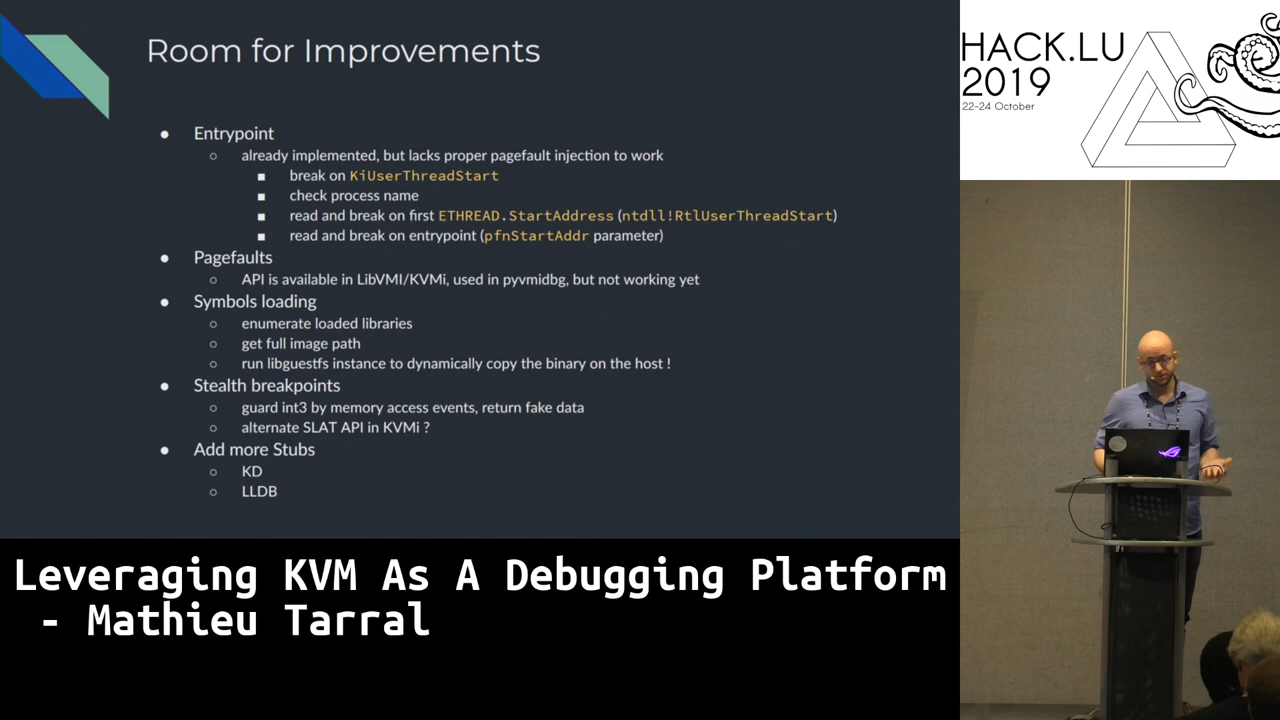 Room for Improvements
● Entrypoint
○ already implemented, but lacks proper pagefault injection to work
■ break on KiUserThreadStart
■ check process name
■ read and break on first ETHREAD.StartAddress (ntdll!RtlUserThreadStart)
■ read and break on entrypoint (pfnStartAddr parameter)
● Pagefaults
○ API is available in LibVMI/KVMi, used in pyvmidbg, but not working yet
● Symbols loading
○ enumerate loaded libraries
○ get full image path
○ run libguestfs instance to dynamically copy the binary on the host !
● Stealth breakpoints
○ guard int3 by memory access events, return fake data
○ alternate SLAT API in KVMi ?
● Add more Stubs
○ KD
○ LLDB
HACK.LU
2019
22-24 October
Leveraging KVM As A Debugging Platform
- Mathieu Tarral